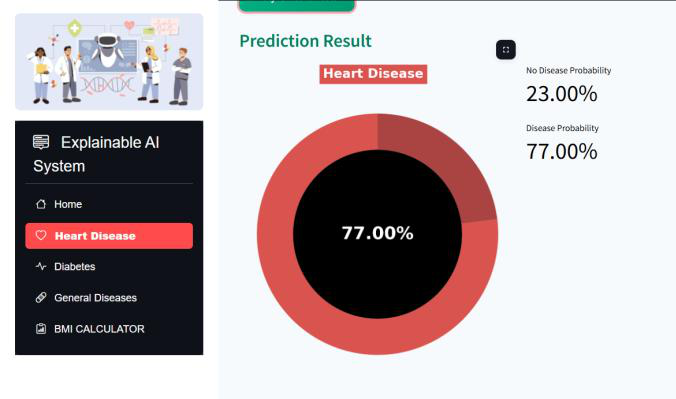 Explainable AI
System
Home
Heart Disease
Diabetes
General Diseases
BMI CALCULATOR
Prediction Result
Heart Disease
77.00%
No Disease Probability
23.00%
Disease Probability
77.00%